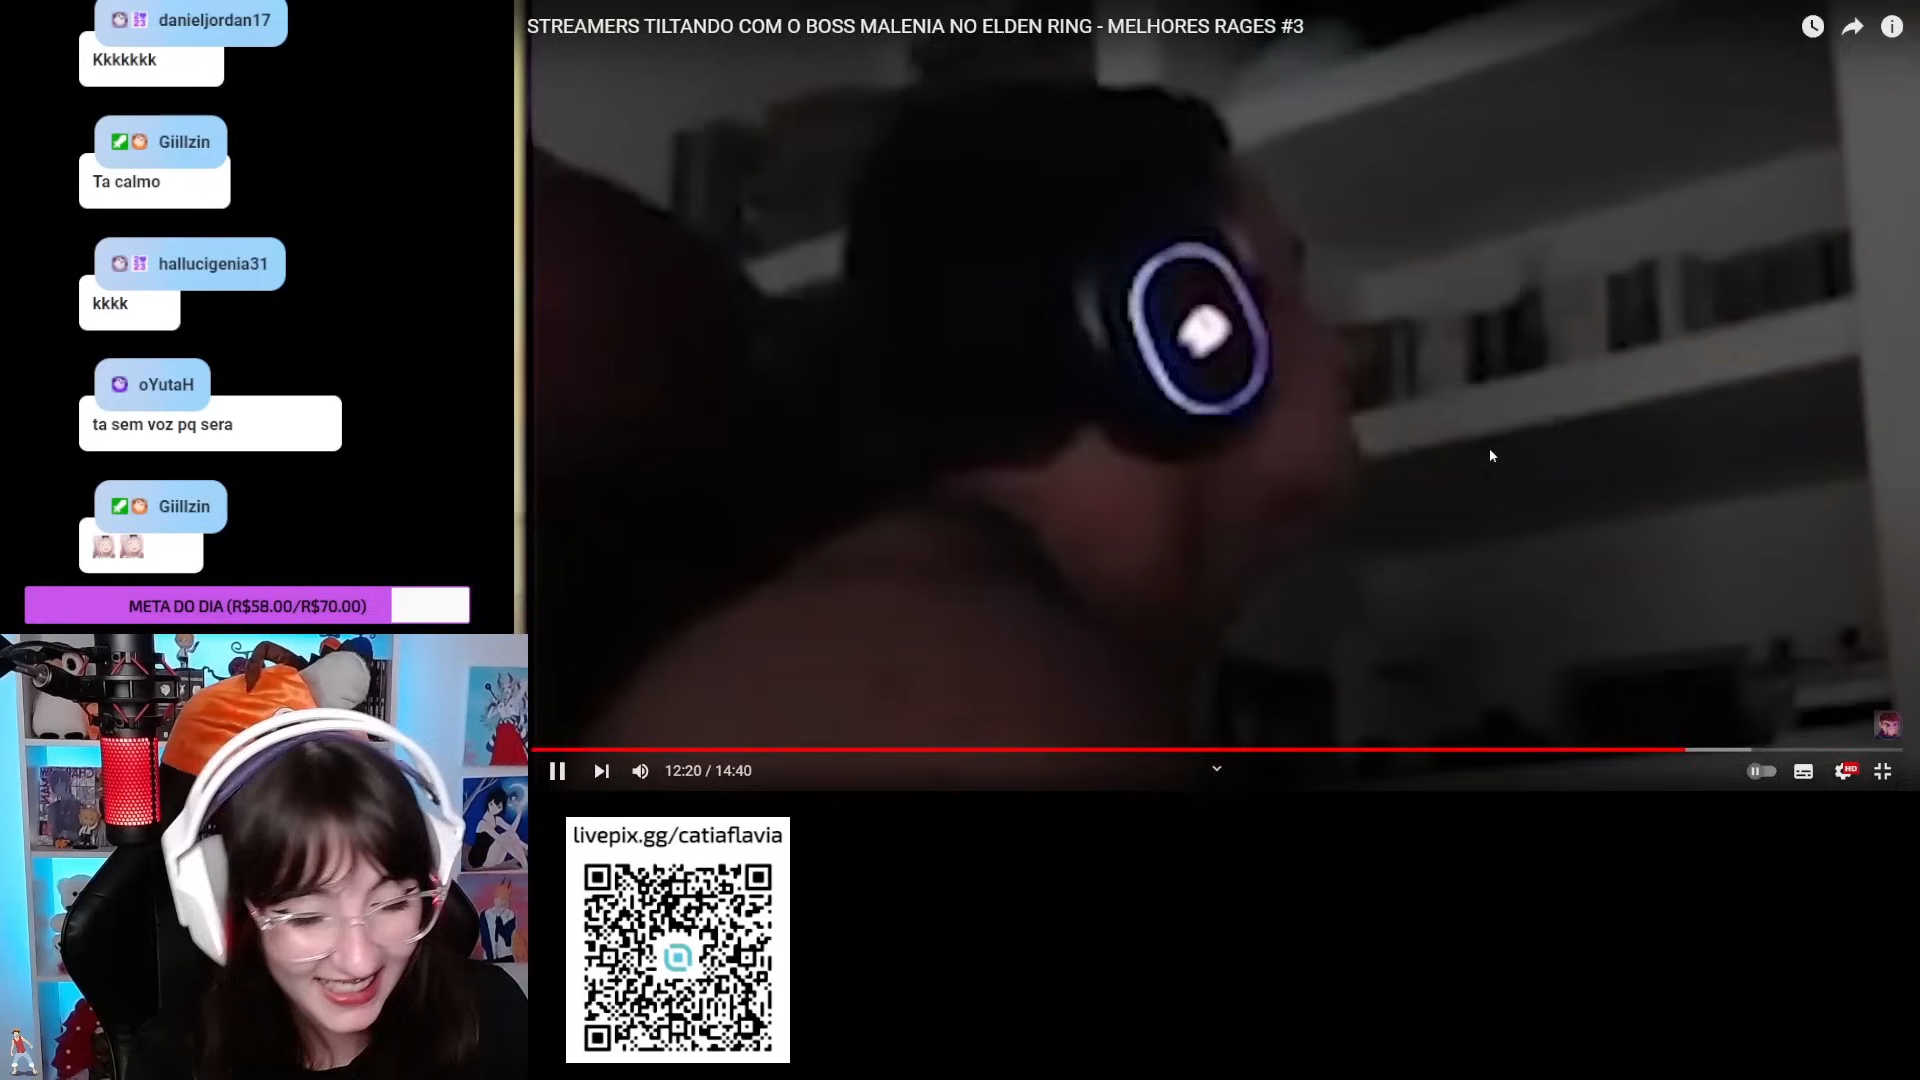 danieljordan17
Kkkkkkk
Giillzin
Ta calmo
hallucigenia31
kkkk
oYutaH
ta sem voz pq sera
Giillzin
META DO DIA (R$58.00/R$70.00)
STREAMERS TILTANDO COM O BOSS MALENIA NO ELDEN RING - MELHORES RAGES #3
12:20 / 14:40
HD
livepix.gg/catiaflavia